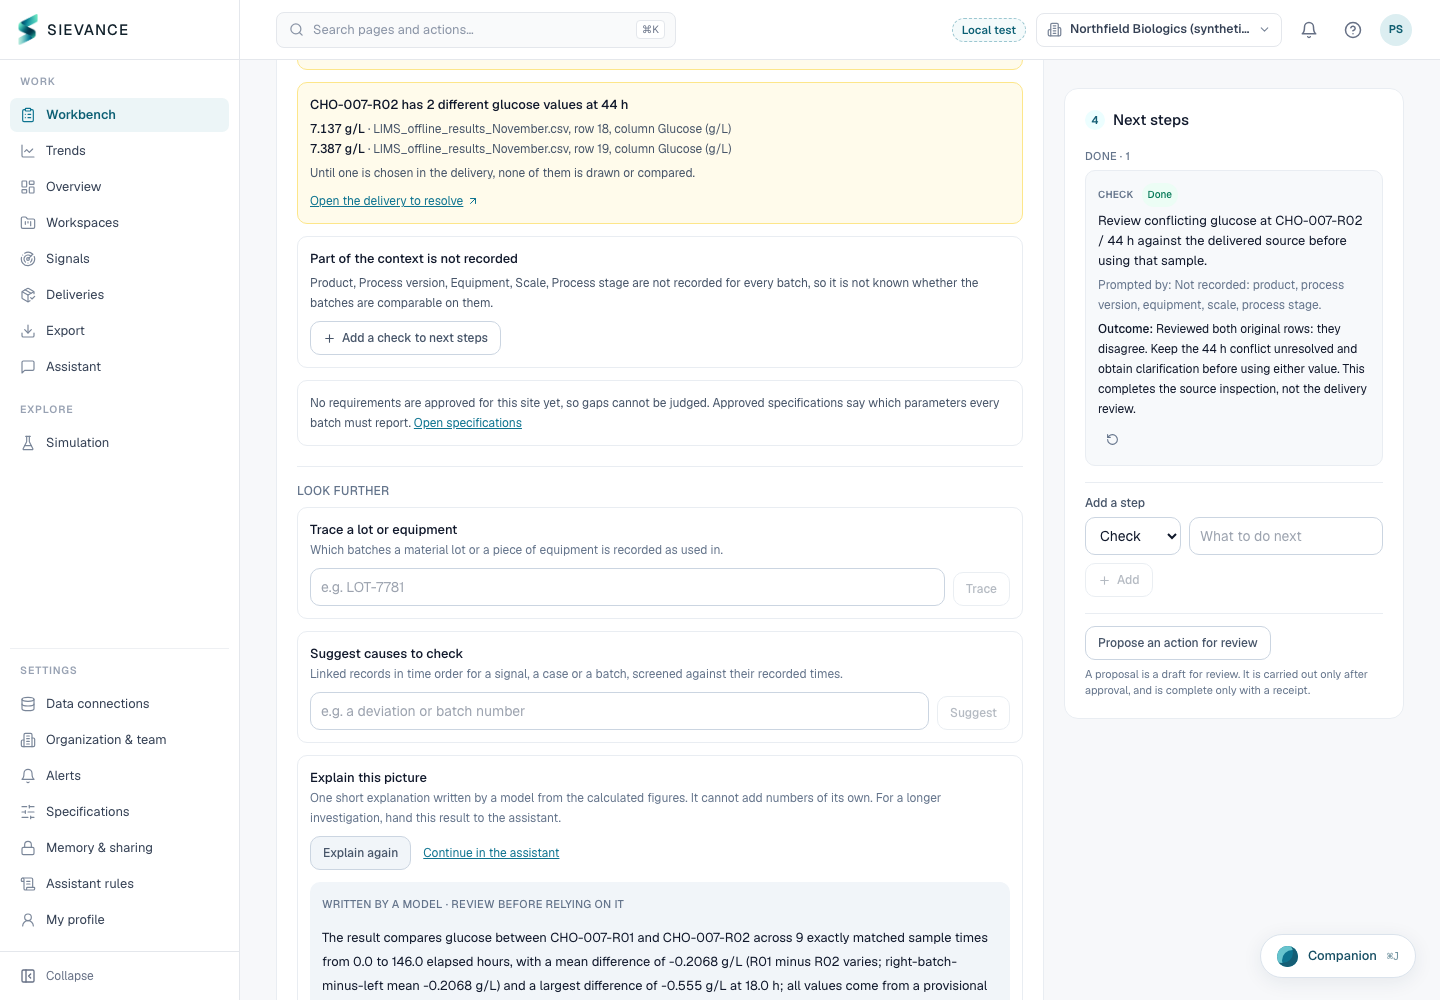 SIEVANCE
Search pages and actions...
⌘K
Local test
Northfield Biologics (syntheti...
PS
WORK
Workbench
Trends
Overview
Workspaces
Signals
Deliveries
Export
Assistant
EXPLORE
Simulation
SETTINGS
Data connections
Organization & team
Alerts
Specifications
Memory & sharing
Assistant rules
My profile
Collapse
CHO-007-R02 has 2 different glucose values at 44 h
7.137 g/L · LIMS_offline_results_November.csv, row 18, column Glucose (g/L)
7.387 g/L · LIMS_offline_results_November.csv, row 19, column Glucose (g/L)
Until one is chosen in the delivery, none of them is drawn or compared.
Open the delivery to resolve
Part of the context is not recorded
Product, Process version, Equipment, Scale, Process stage are not recorded for every batch, so it is not known whether the
batches are comparable on them.
Add a check to next steps
No requirements are approved for this site yet, so gaps cannot be judged. Approved specifications say which parameters every
batch must report. Open specifications
LOOK FURTHER
Trace a lot or equipment
Which batches a material lot or a piece of equipment is recorded as used in.
e.g. LOT-7781
Trace
Suggest causes to check
Linked records in time order for a signal, a case or a batch, screened against their recorded times.
e.g. a deviation or batch number
Suggest
Explain this picture
One short explanation written by a model from the calculated figures. It cannot add numbers of its own. For a longer
investigation, hand this result to the assistant.
Explain again
Continue in the assistant
WRITTEN BY A MODEL · REVIEW BEFORE RELYING ON IT
The result compares glucose between CHO-007-R01 and CHO-007-R02 across 9 exactly matched sample times
from 0.0 to 146.0 elapsed hours, with a mean difference of -0.2068 g/L (R01 minus R02 varies; right-batch-
minus-left mean -0.2068 g/L) and a largest difference of -0.555 g/L at 18.0 h; all values come from a provisional
4
Next steps
DONE · 1
CHECK
Done
Review conflicting glucose at CHO-007-R02
/ 44 h against the delivered source before
using that sample.
Prompted by: Not recorded: product, process
version, equipment, scale, process stage.
Outcome: Reviewed both original rows: they
disagree. Keep the 44 h conflict unresolved and
obtain clarification before using either value. This
completes the source inspection, not the delivery
review.
Add a step
Check
What to do next
Add
Propose an action for review
A proposal is a draft for review. It is carried out only after
approval, and is complete only with a receipt.
Companion
⌘J